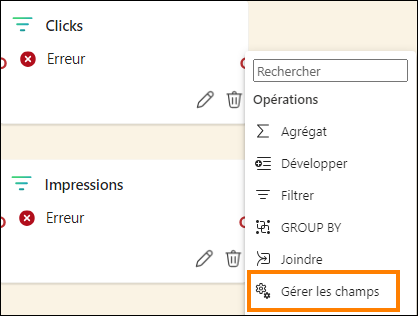 Clicks
Erreur
Impressions
Erreur
Rechercher
Opérations
Agrégat
Développer
Filtrer
GROUP BY
Joindre
Gérer les champs